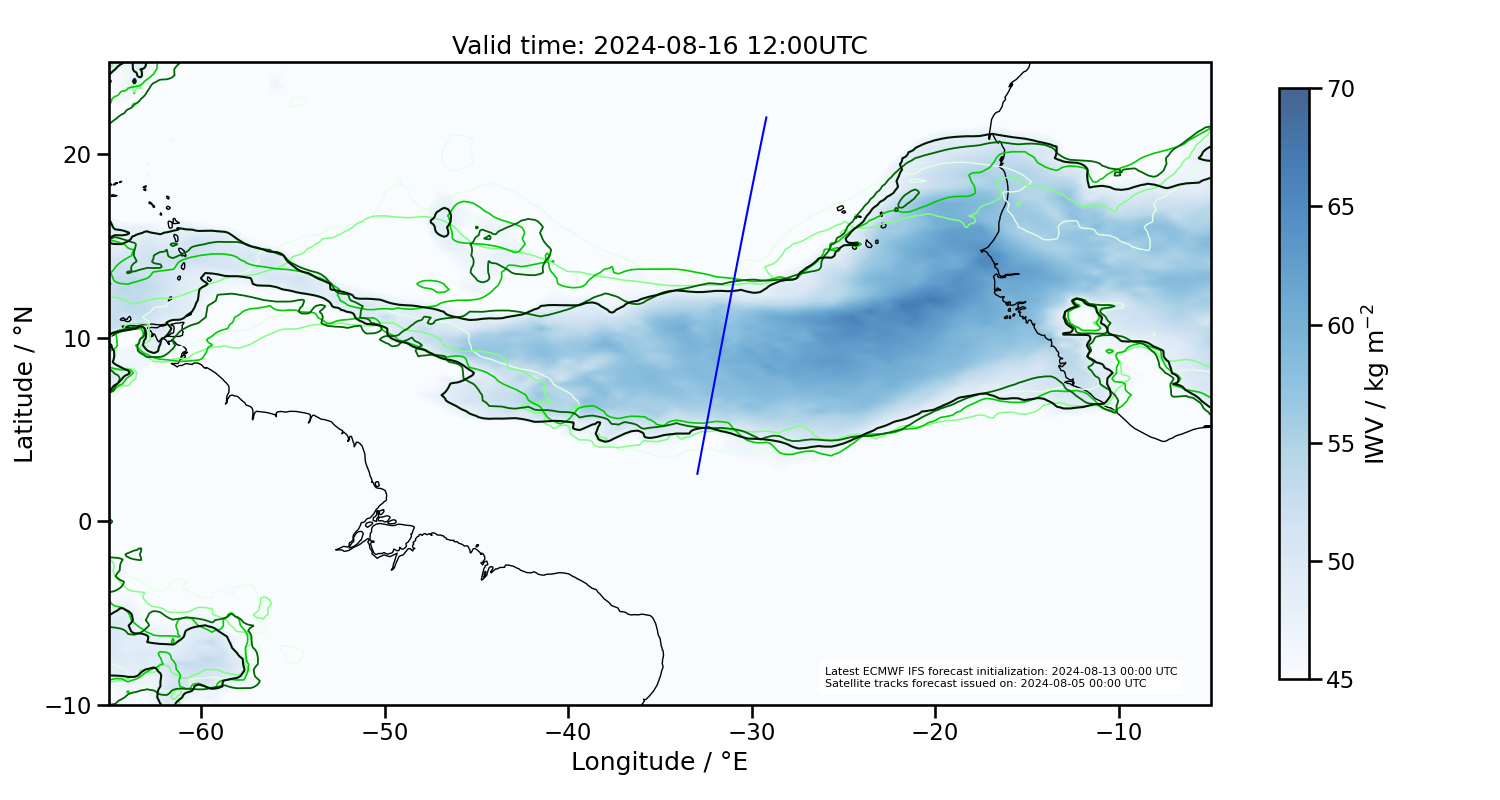 Valid time: 2024-08-16 12:00UTC
20
10
0
−10
Latitude / °N
−60
−50
−40
−30
−20
−10
Longitude / °E
Latest ECMWF IFS forecast initialization: 2024-08-13 00:00 UTC
Satellite tracks forecast issued on: 2024-08-05 00:00 UTC
70
65
60
55
50
45
IWV / kg m⁻²